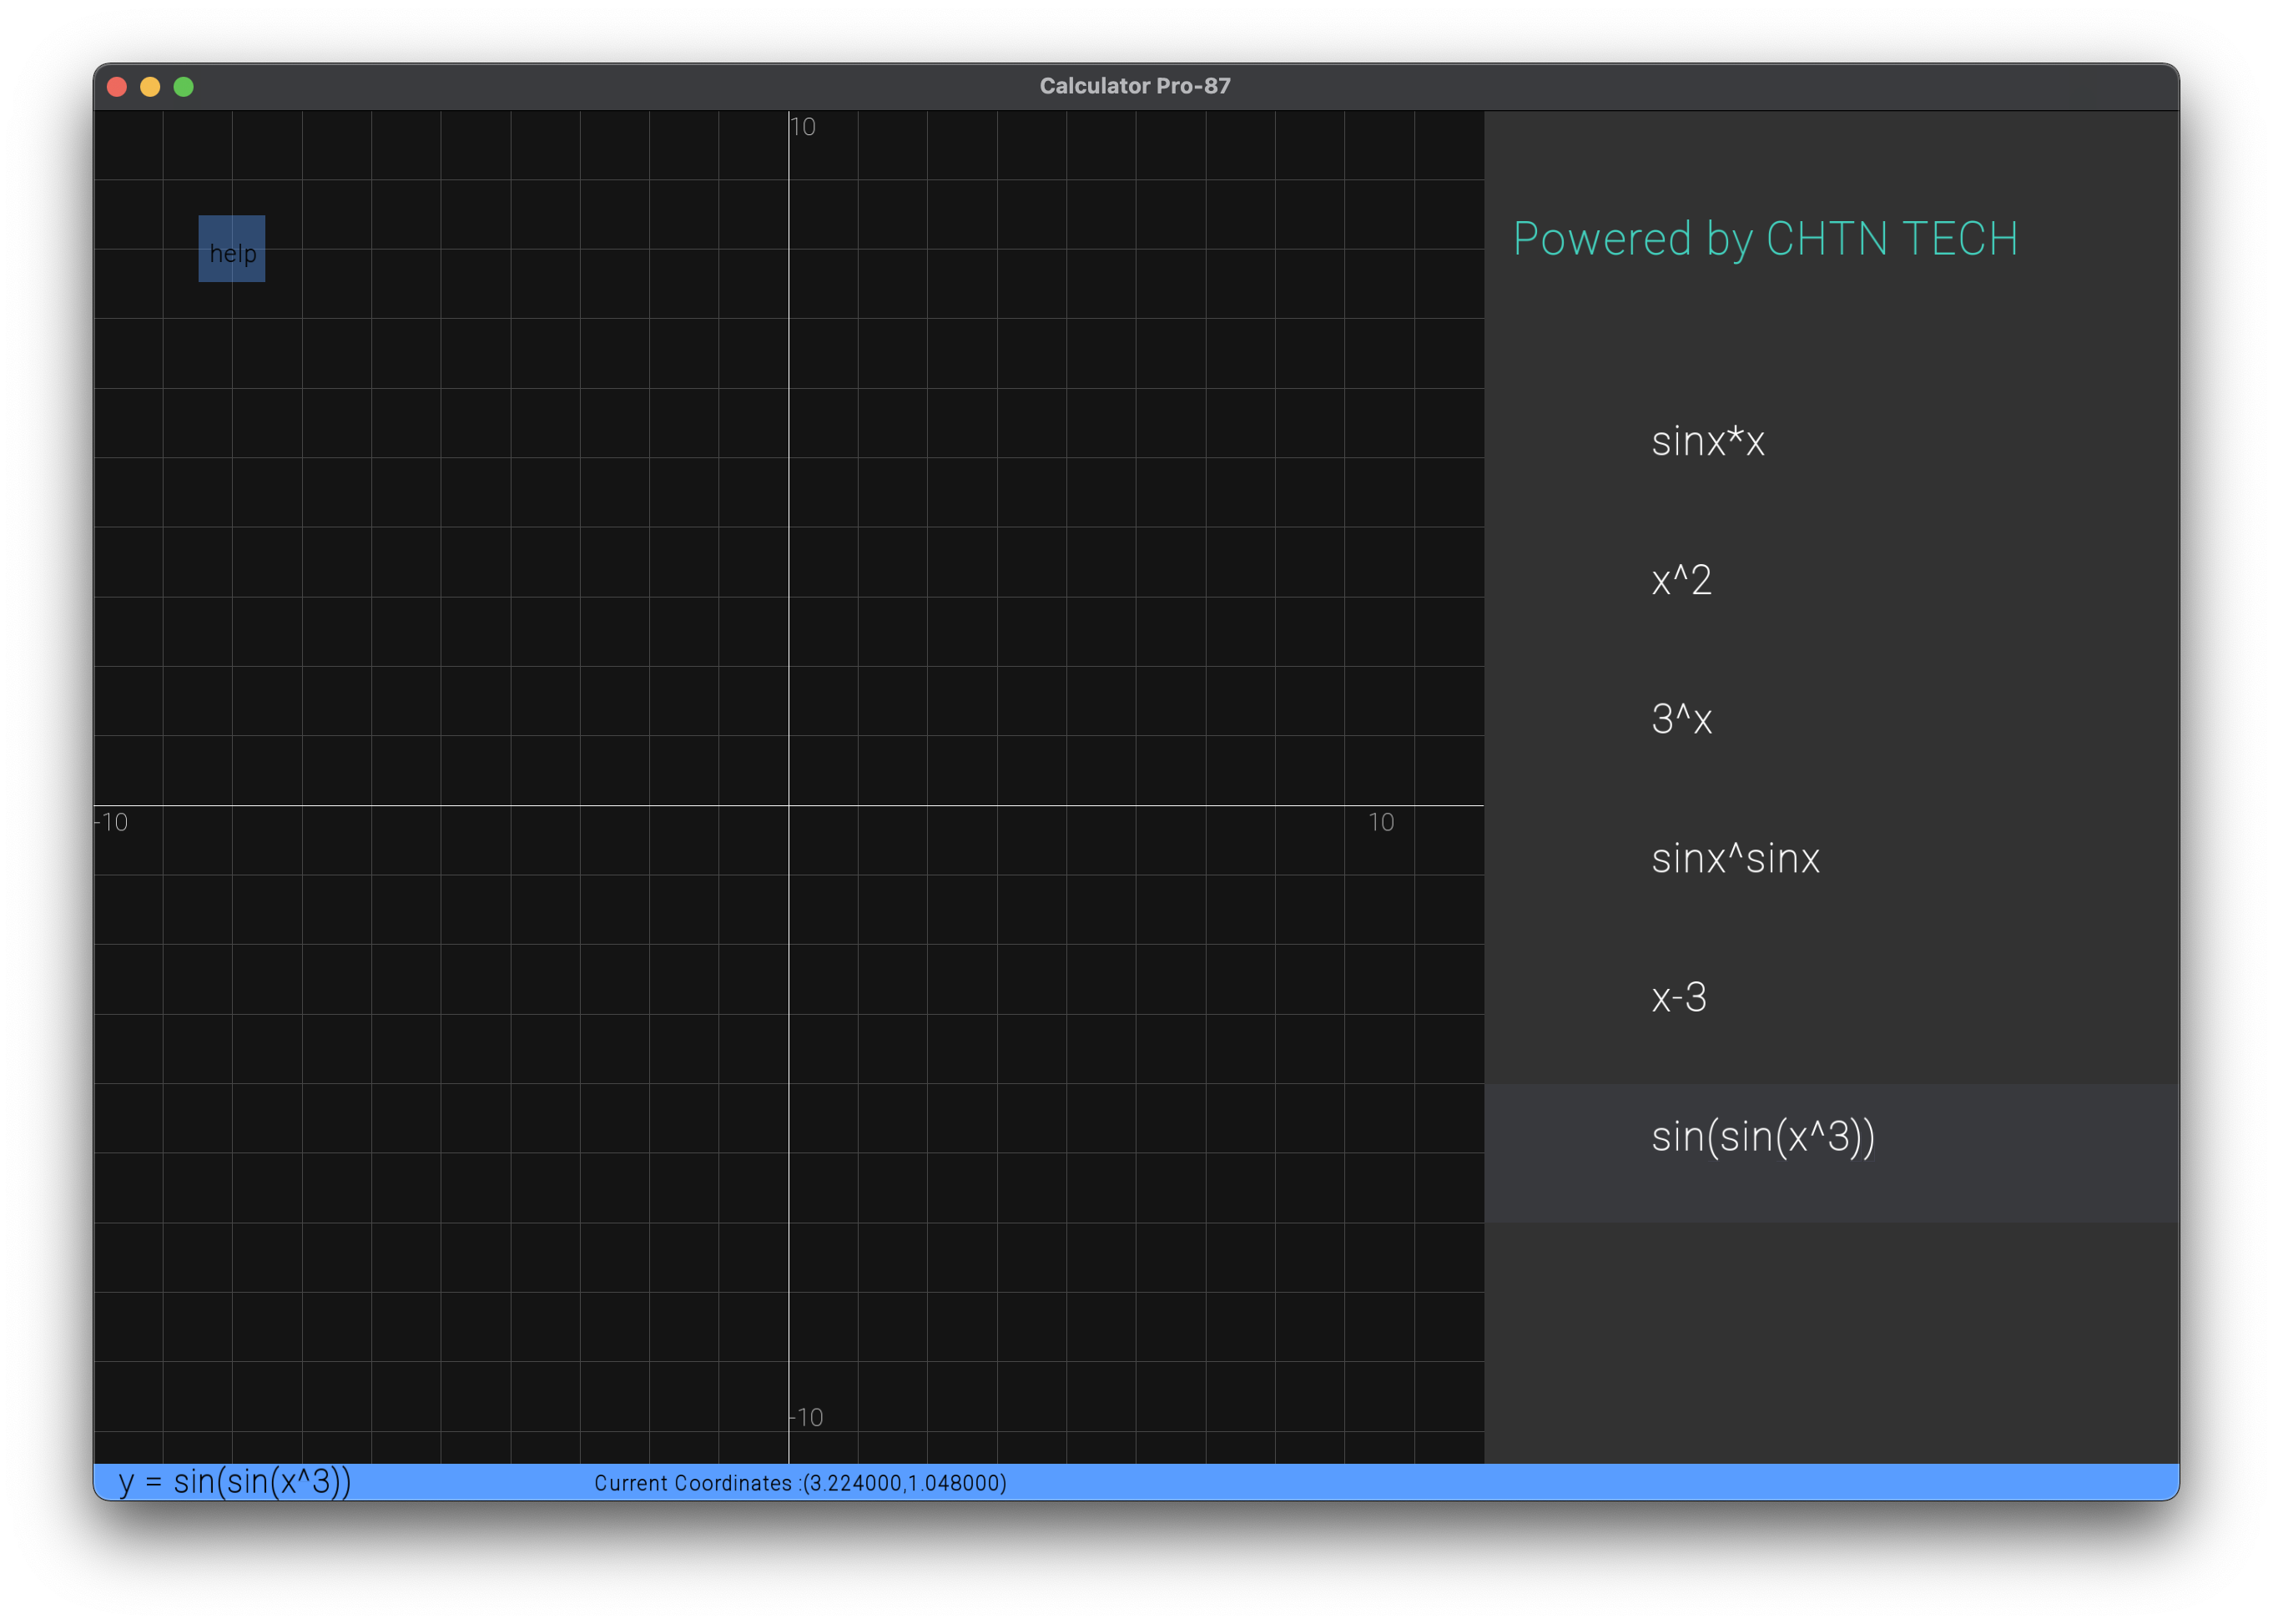 Calculator Pro-87
10
help
Powered by CHTN TECH
sinx*x
x^2
3^x
-10
10
sinx^sinx
x-3
sin(sin(x^3))
-10
y = sin(sin(x^3))
Current Coordinates :(3.224000,1.048000)